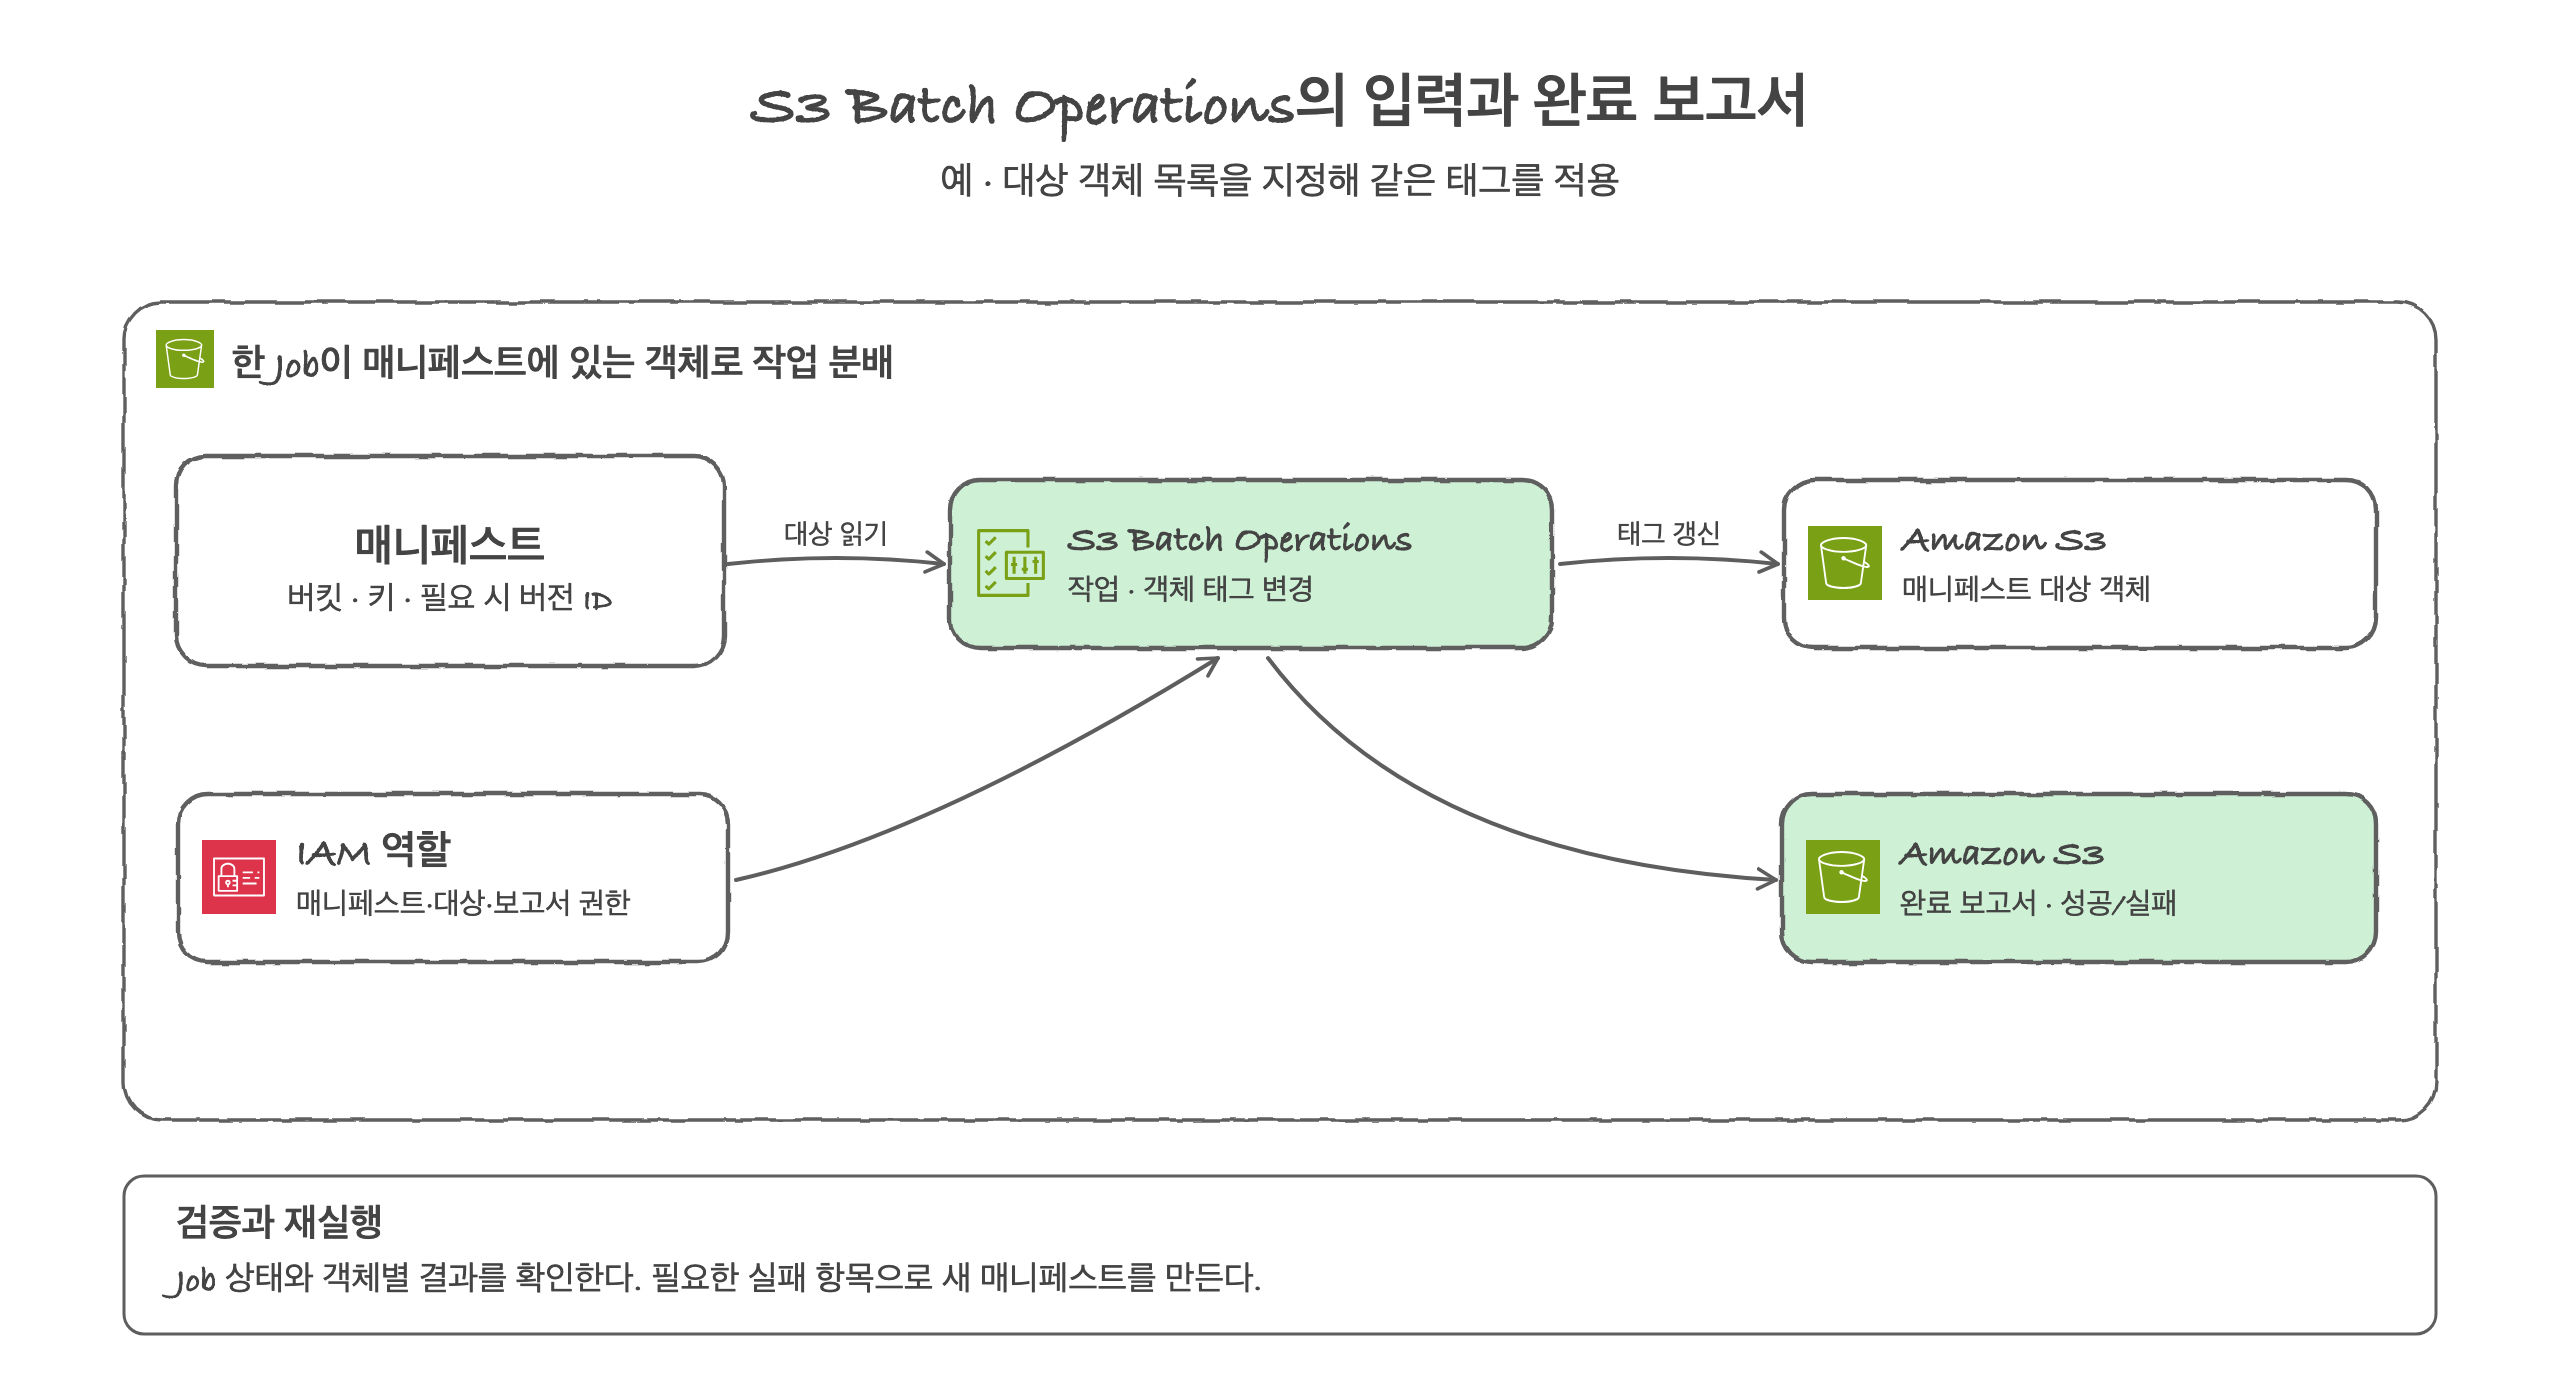 S3 Batch Operations의 입력과 완료 보고서
예 · 대상 객체 목록을 지정해 같은 태그를 적용
한 Job이 매니페스트에 있는 객체로 작업 분배
매니페스트
버킷 · 키 · 필요 시 버전 ID
대상 읽기
S3 Batch Operations
작업 · 객체 태그 변경
태그 갱신
Amazon S3
매니페스트 대상 객체
IAM 역할
매니페스트·대상·보고서 권한
Amazon S3
완료 보고서 · 성공/실패
검증과 재실행
Job 상태와 객체별 결과를 확인한다. 필요한 실패 항목으로 새 매니페스트를 만든다.